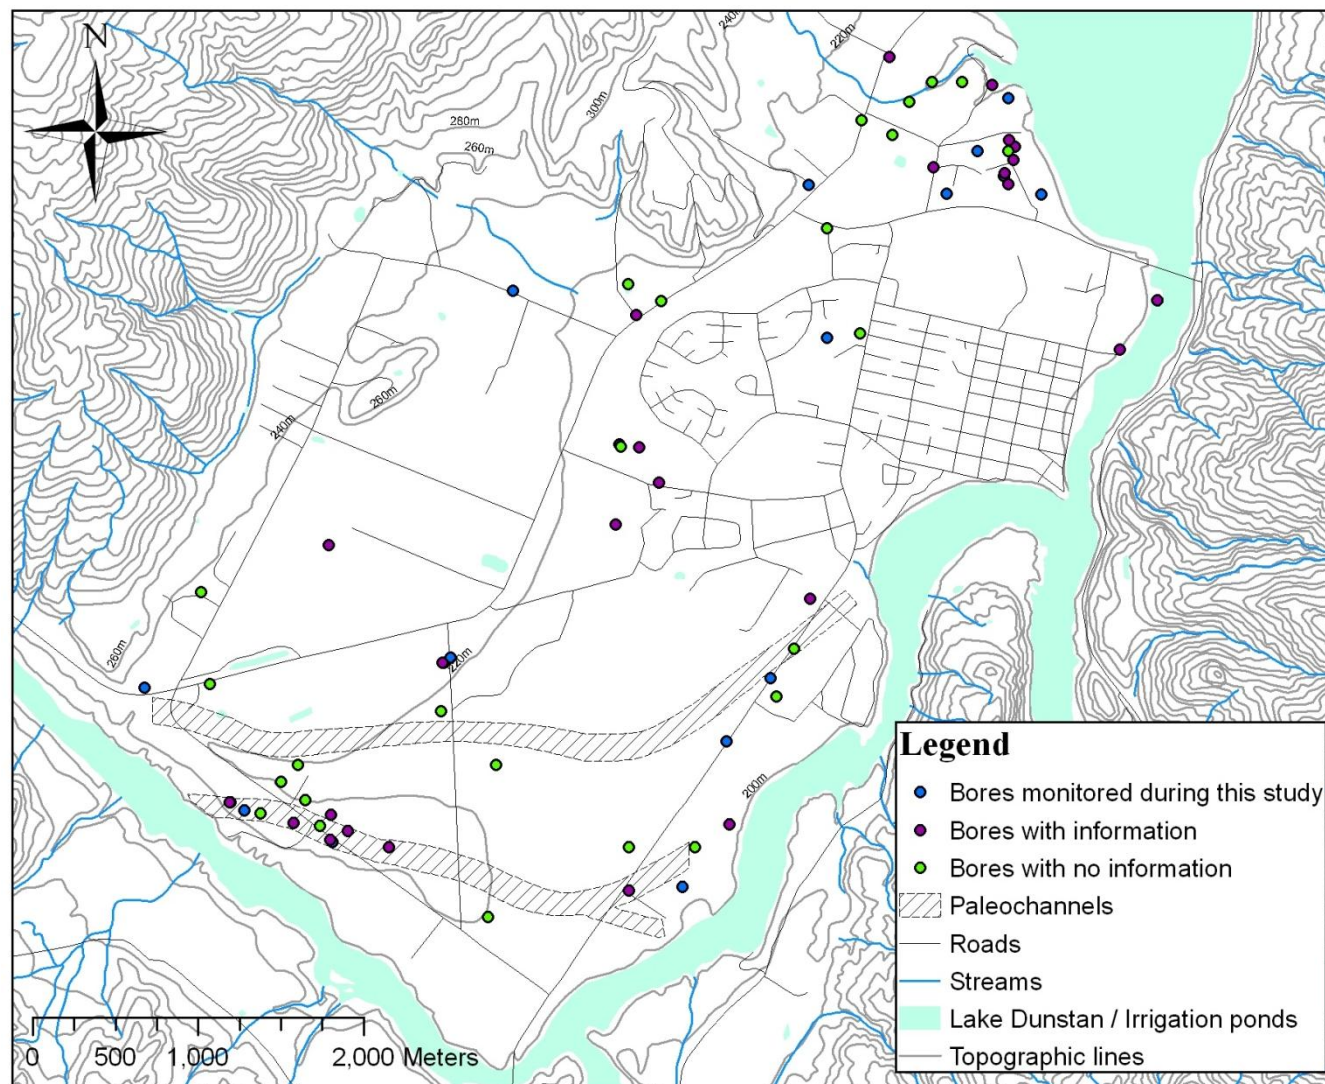 N
240m
220m
300m
280m
260m
260m
240m
260m
220m
200m
Legend
Bores monitored during this study
Bores with information
Bores with no information
Paleochannels
Roads
Streams
Lake Dunstan / Irrigation ponds
Topographic lines
0 500 1,000 2,000 Meters